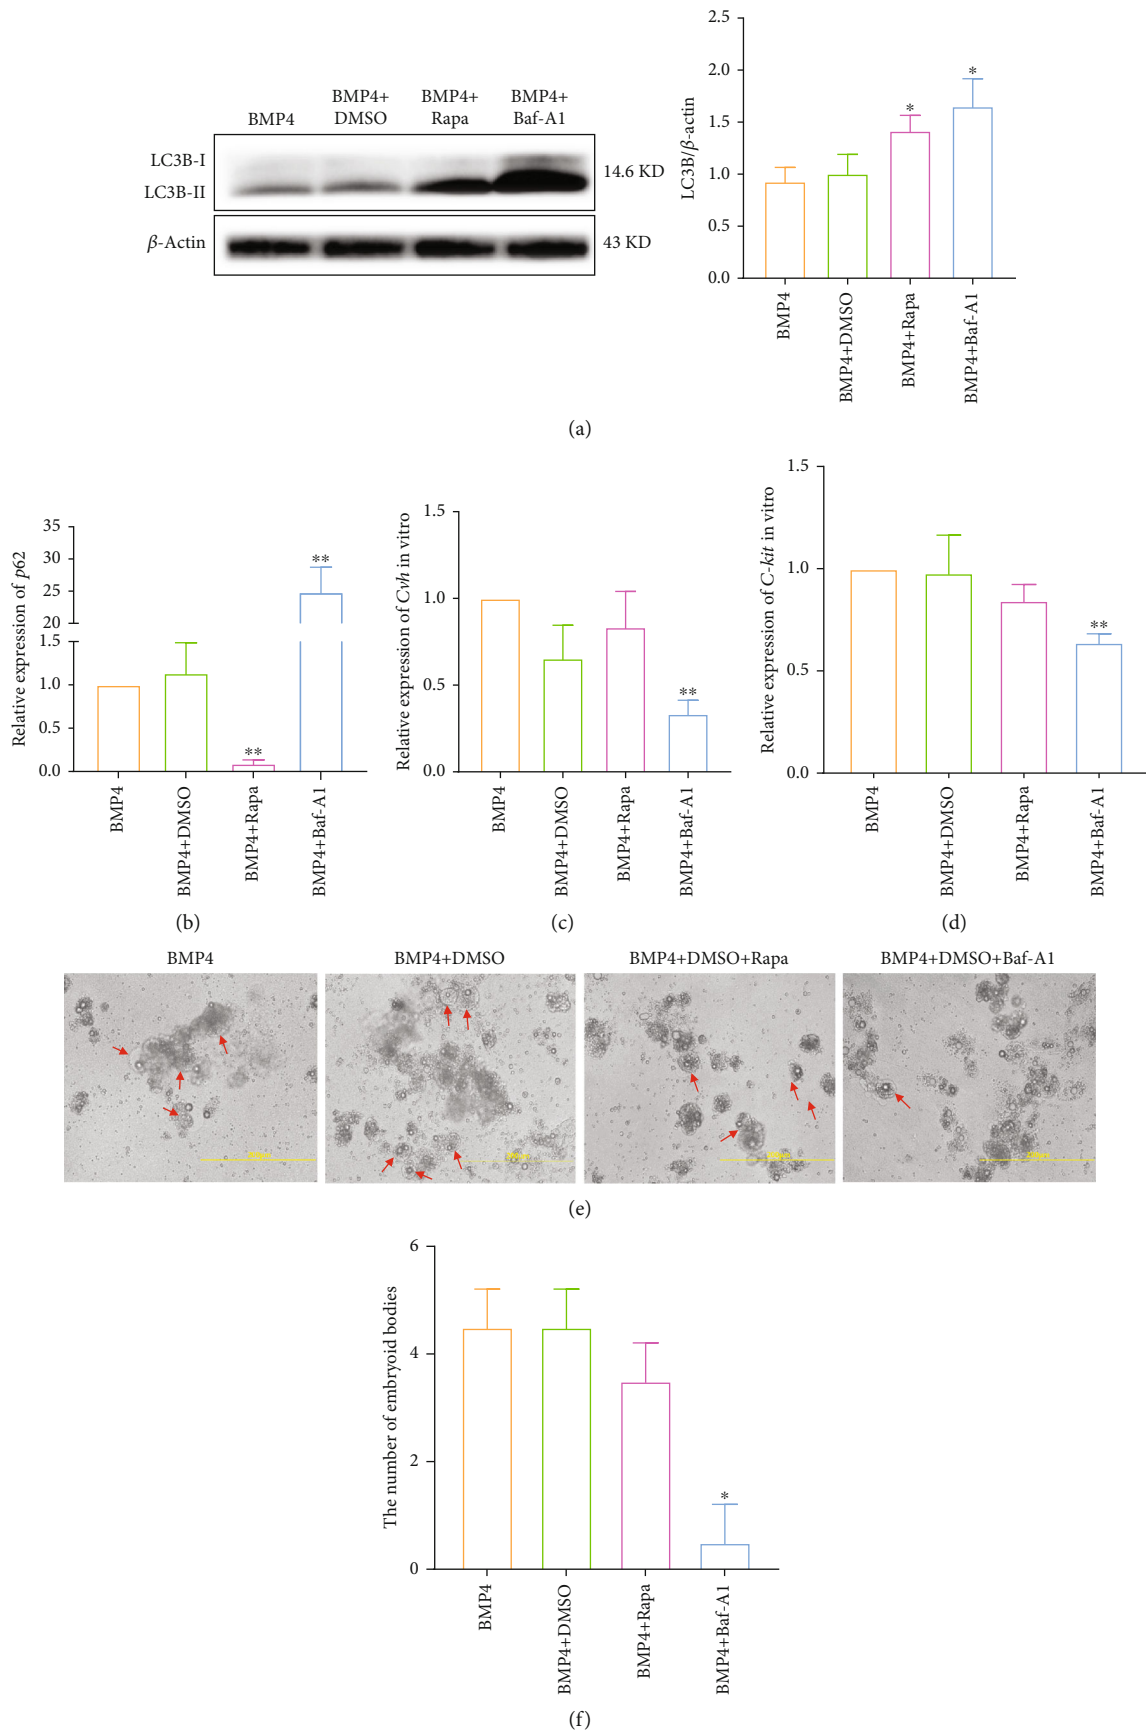 BMP4
BMP4+
DMSO
BMP4+
Rapa
BMP4+
Baf-A1
LC3B-I
LC3B-II
β-Actin
14.6 KD
43 KD
LC3B/β-actin
2.5
2.0
1.5
1.0
0.5
0.0
*
*
BMP4
BMP4+DMSO
BMP4+Rapa
BMP4+Baf-A1
(a)
Relative expression of p62
35
30
25
20
1.5
1.0
0.5
0.0
**
**
BMP4
BMP4+DMSO
BMP4+Rapa
BMP4+Baf-A1
(b)
Relative expression of Cvh in vitro
1.5
1.0
0.5
0.0
**
BMP4
BMP4+DMSO
BMP4+Rapa
BMP4+Baf-A1
(c)
Relative expression of C-kit in vitro
1.5
1.0
0.5
0.0
**
BMP4
BMP4+DMSO
BMP4+Rapa
BMP4+Baf-A1
(d)
BMP4
BMP4+DMSO
BMP4+DMSO+Rapa
BMP4+DMSO+Baf-A1
(e)
The number of embryoid bodies
6
4
2
0
*
BMP4
BMP4+DMSO
BMP4+Rapa
BMP4+Baf-A1
(f)